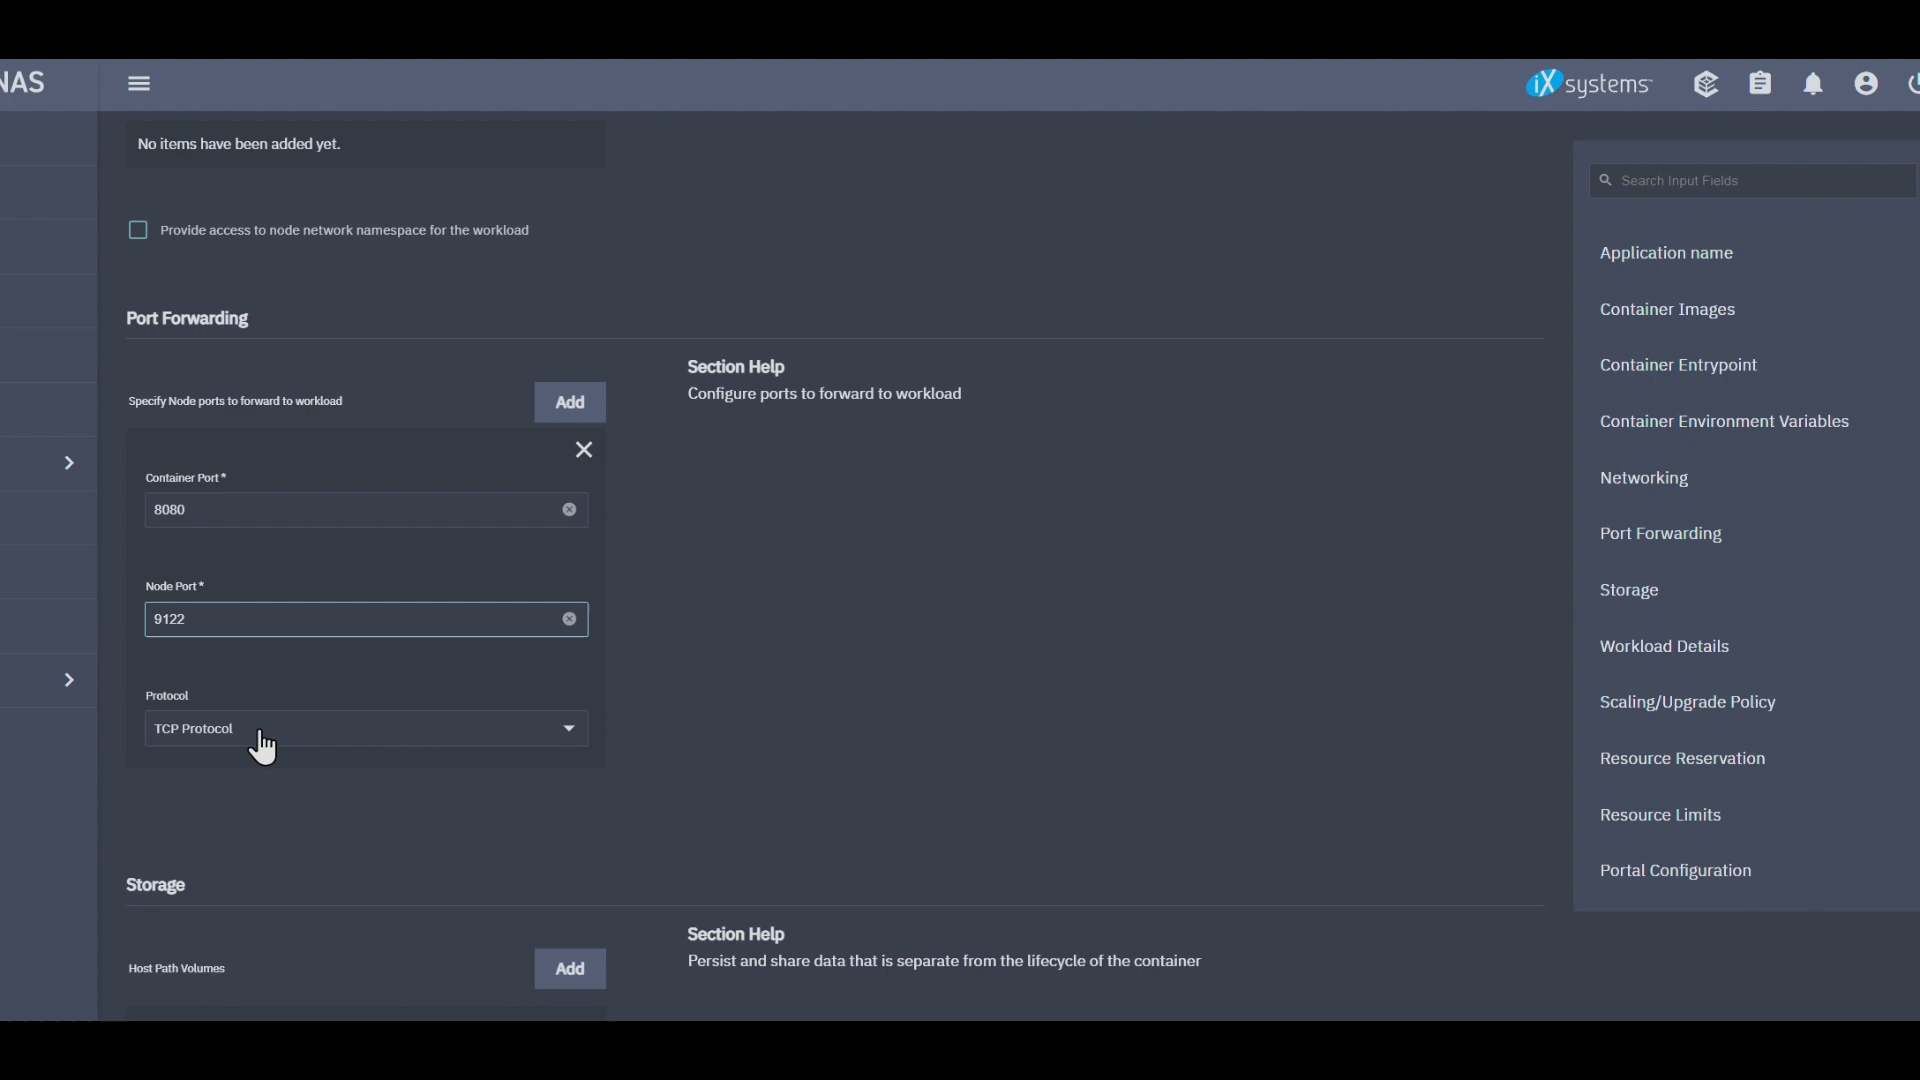 NAS
iXsystems
No items have been added yet.
Search Input Fields
Provide access to node network namespace for the workload
Application name
Port Forwarding
Container Images
Section Help
Container Entrypoint
Specify Node ports to forward to workload
Add
Configure ports to forward to workload
Container Environment Variables
Container Port *
Networking
8080
Port Forwarding
Node Port *
Storage
9122
Workload Details
Protocol
Scaling/Upgrade Policy
TCP Protocol
Resource Reservation
Resource Limits
Storage
Portal Configuration
Section Help
Host Path Volumes
Add
Persist and share data that is separate from the lifecycle of the container